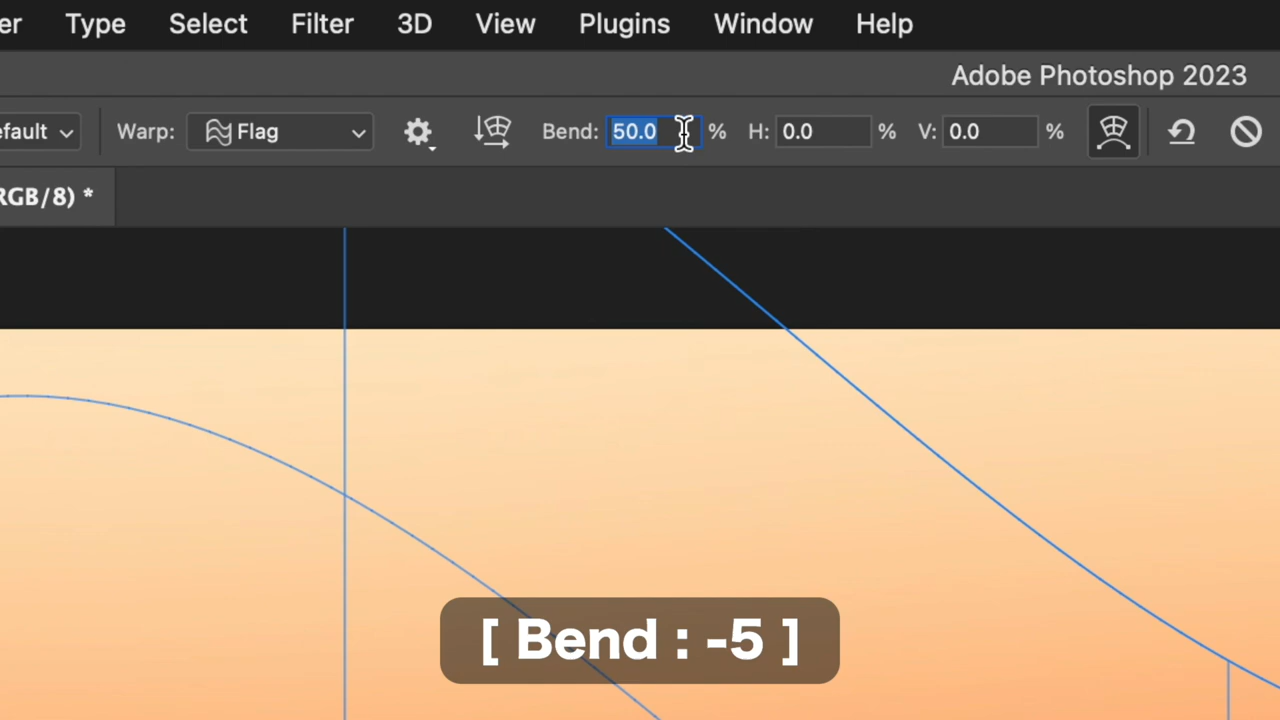 er Type Select Filter 3D View Plugins Window Help
Adobe Photoshop 2023
efault Warp: Flag Bend: 50.0 % H: 0.0 % V: 0.0 %
RGB/8) *
[ Bend : -5 ]